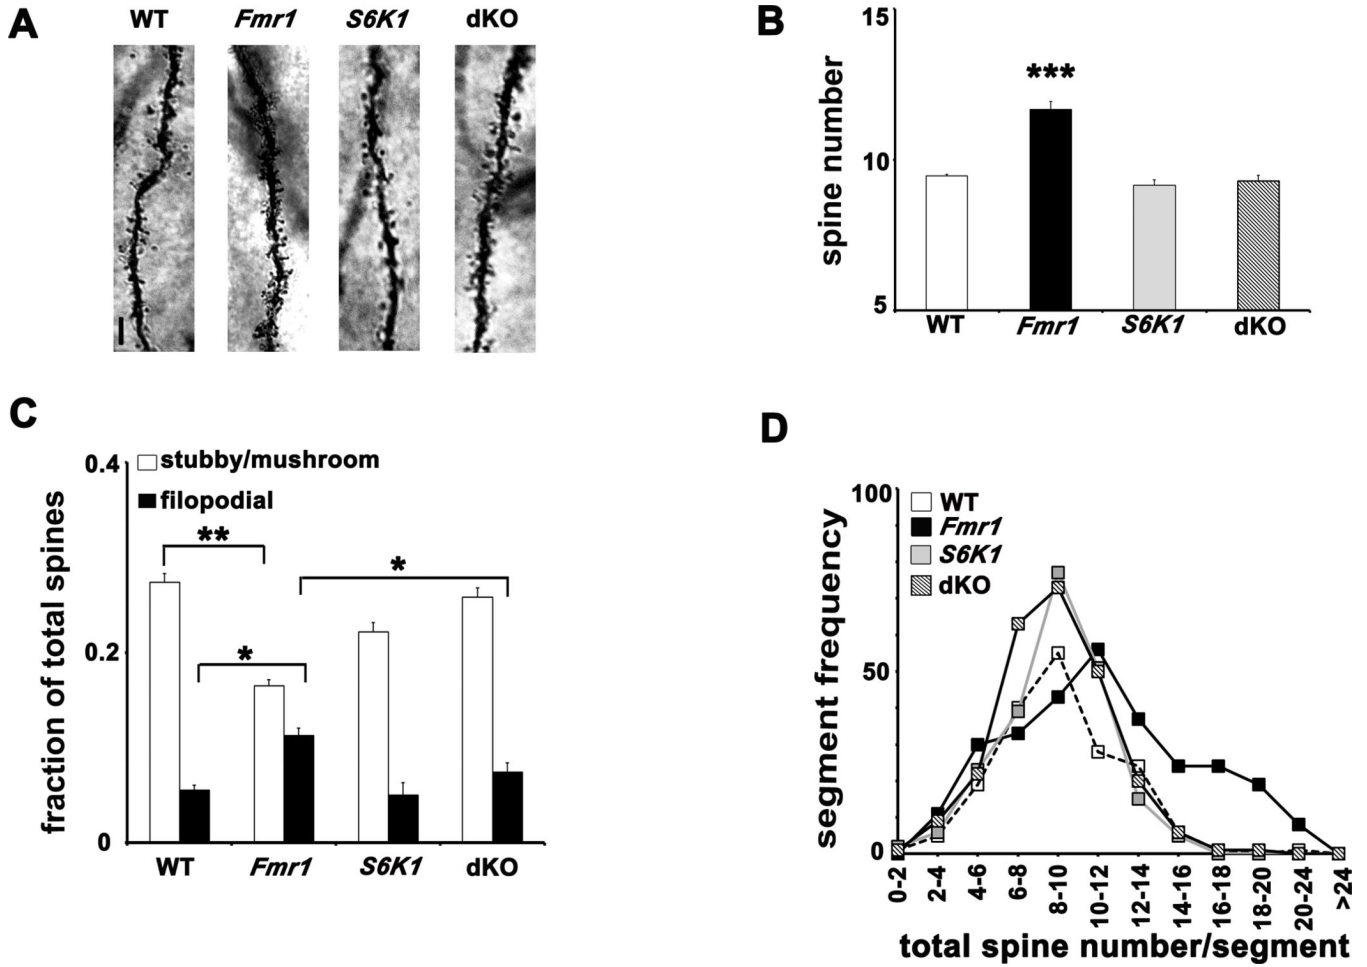 A
WT Fmr1 S6K1 dKO
B
15
10
5
spine number
***
WT Fmr1 S6K1 dKO
C
0.4
0.2
0
fraction of total spines
stubby/mushroom
filopodial
**
*
*
WT Fmr1 S6K1 dKO
D
100
50
0
segment frequency
WT
Fmr1
S6K1
dKO
0-2 2-4 4-6 6-8 8-10 10-12 12-14 14-16 16-18 18-20 20-24 >24
total spine number/segment